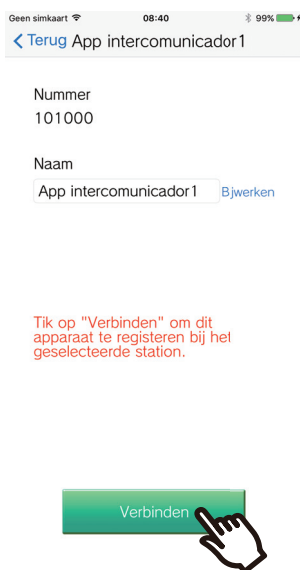 Geen simkaart 08:40 99%
Terug App intercomunicador1
Nummer
101000
Naam
App intercomunicador1 Bjwerken
Tik op "Verbinden" om dit
apparaat te registeren bij het
geselecteerde station.
Verbinden